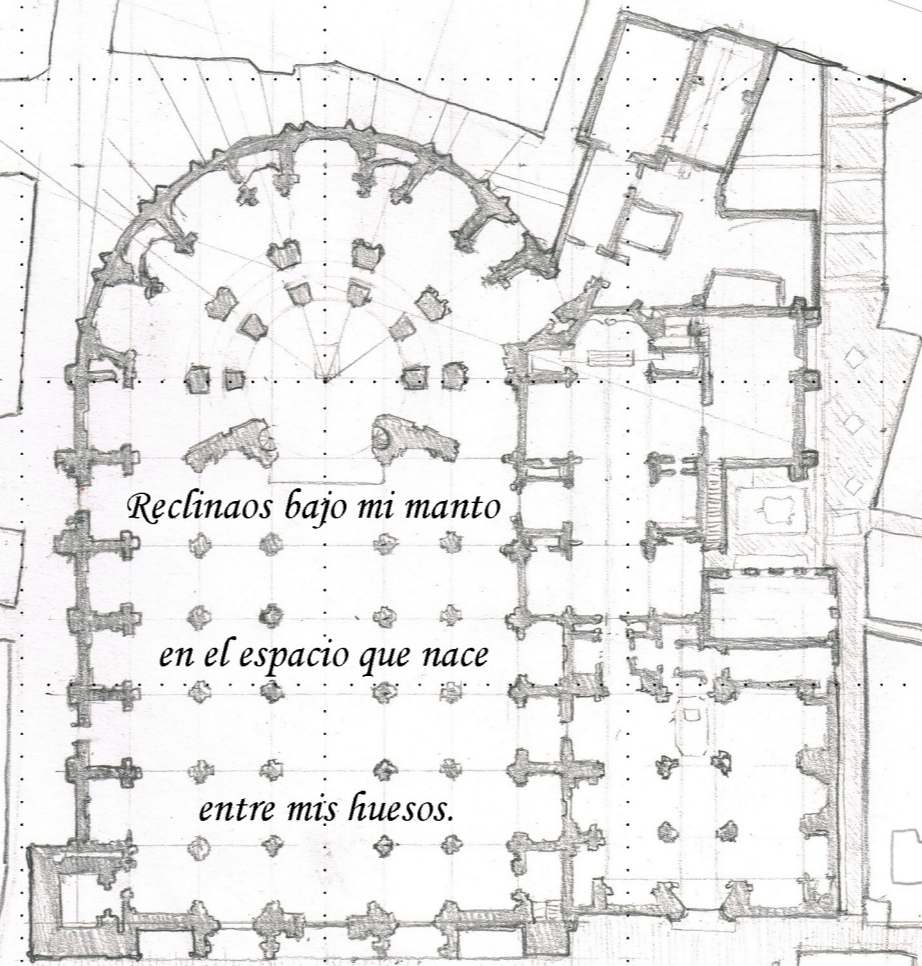 Reclinaos bajo mi manto
en el espacio que nace
entre mis huesos.